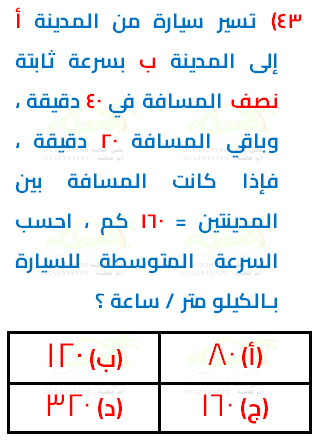 ٤٣) تسير سيارة من المدينة أ
إلى المدينة ب بسرعة ثابتة
نصف المسافة في ٤٠ دقيقة ،
وباقي المسافة ٢٠ دقيقة ،
فإذا كانت المسافة بين
المدينتين = ١٦٠ كم ، احسب
السرعة المتوسطة للسيارة
بـالكيلو متر / ساعة ؟
(أ) ٨٠ (ب) ١٢٠
(ج) ١٦٠ (د) ٣٢٠